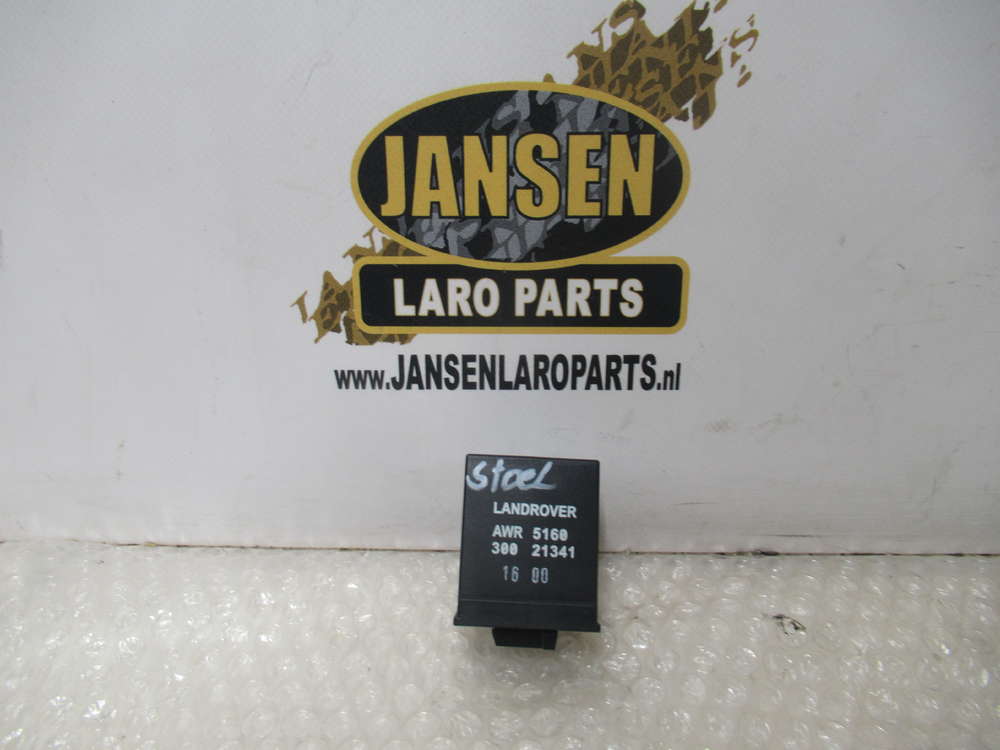 JANSEN
LARO PARTS
www.JANSENLAROPARTS.nl
stoel
LANDROVER
AWR 5160
300 21341
16 00